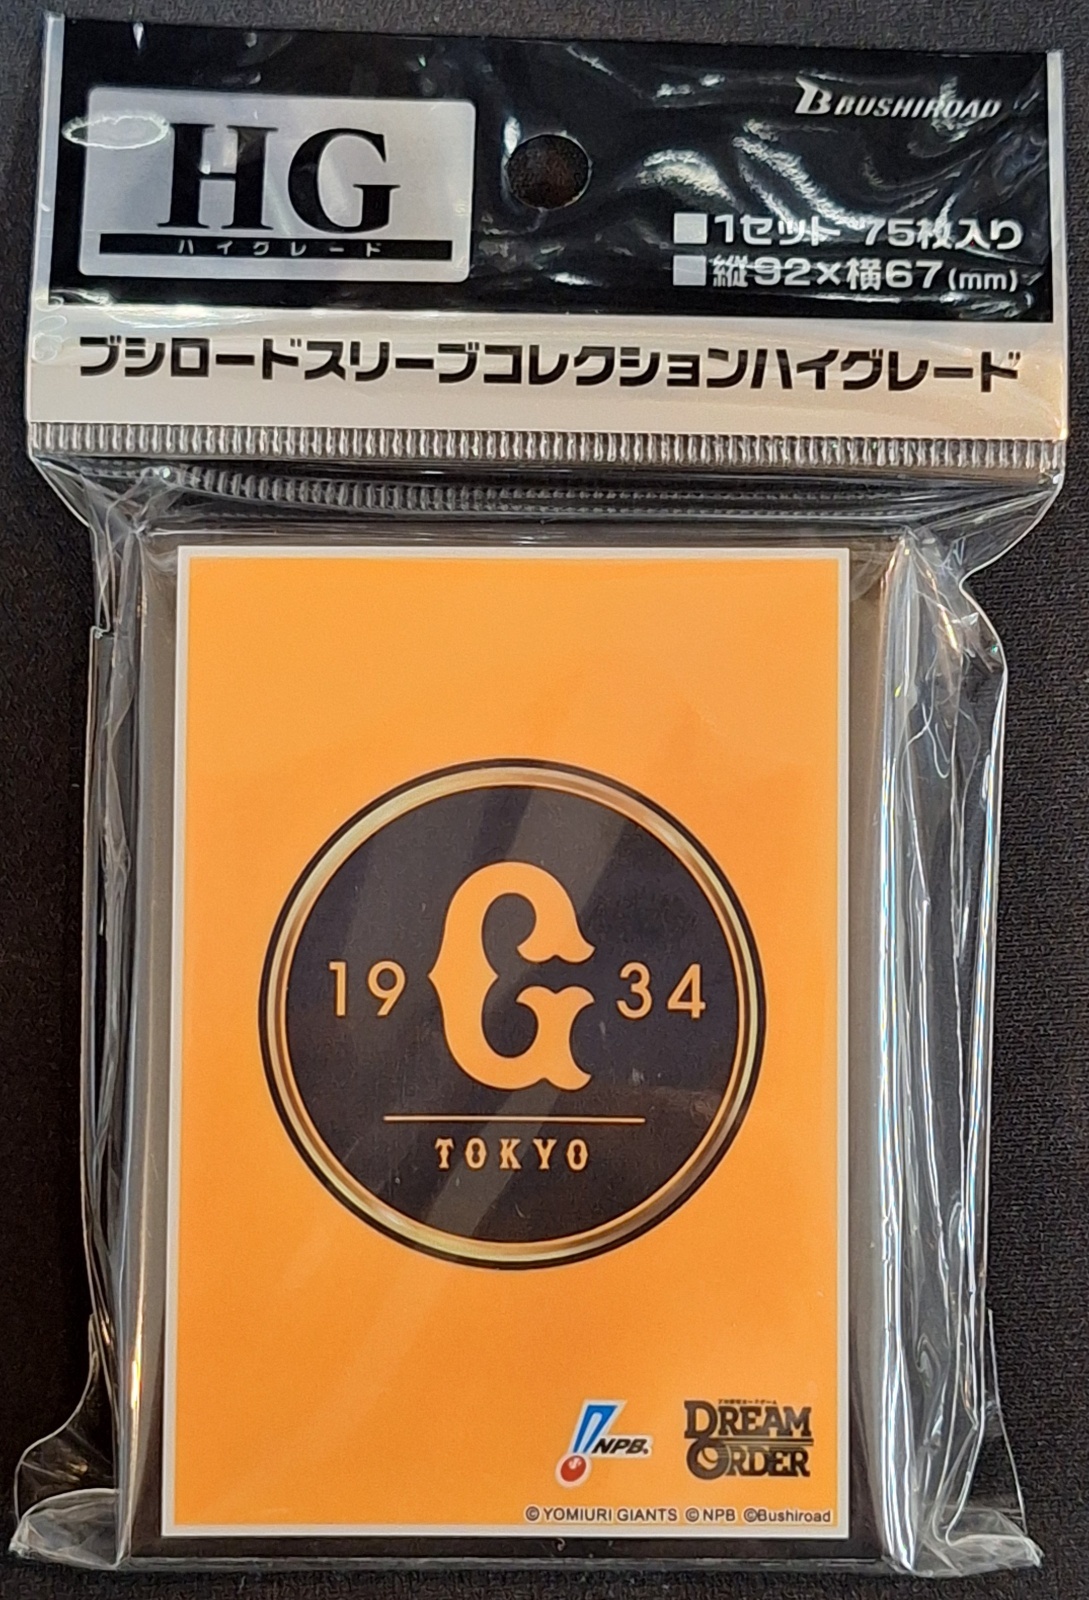 HG
ハイグレード
BUSHIROAD
■1セット 75枚入り
■縦92×横67(mm)
ブシロードスリーブコレクションハイグレード
19 G 34
TOKYO
NPB
DREAM
ORDER
©YOMIURI GIANTS ©NPB ©Bushiroad